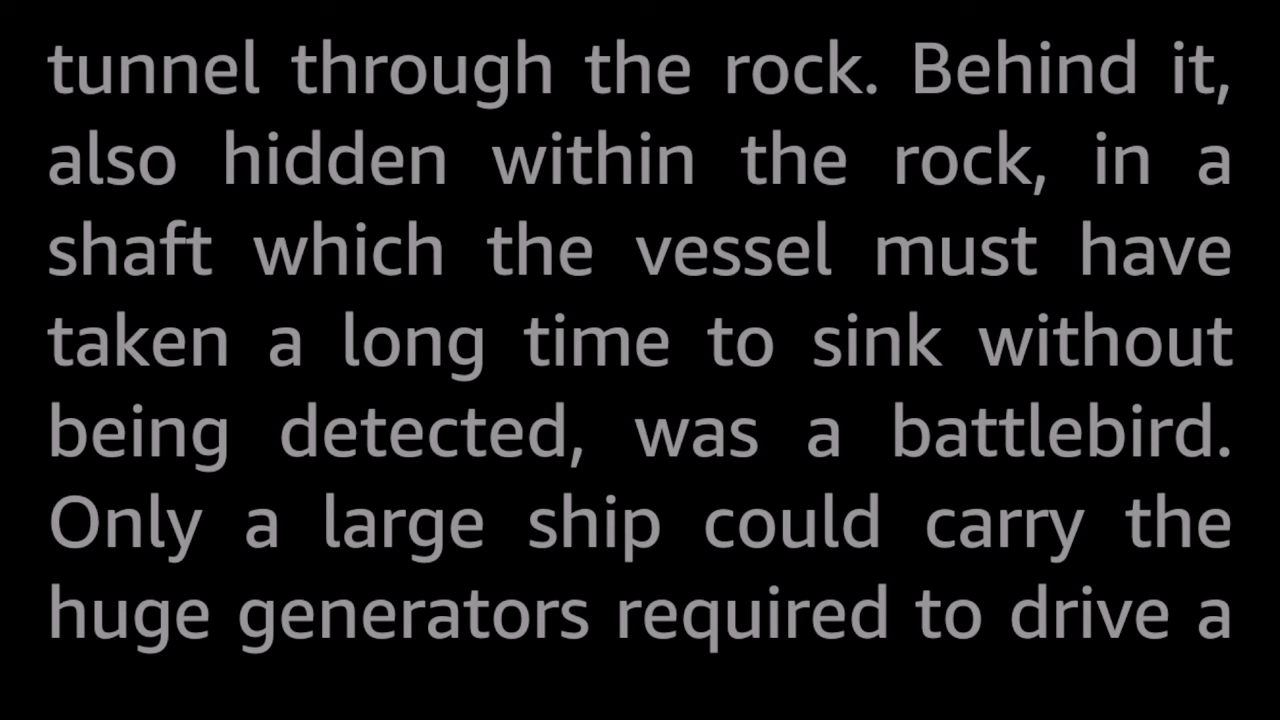 tunnel through the rock. Behind it,
also hidden within the rock, in a
shaft which the vessel must have
taken a long time to sink without
being detected, was a battlebird.
Only a large ship could carry the
huge generators required to drive a